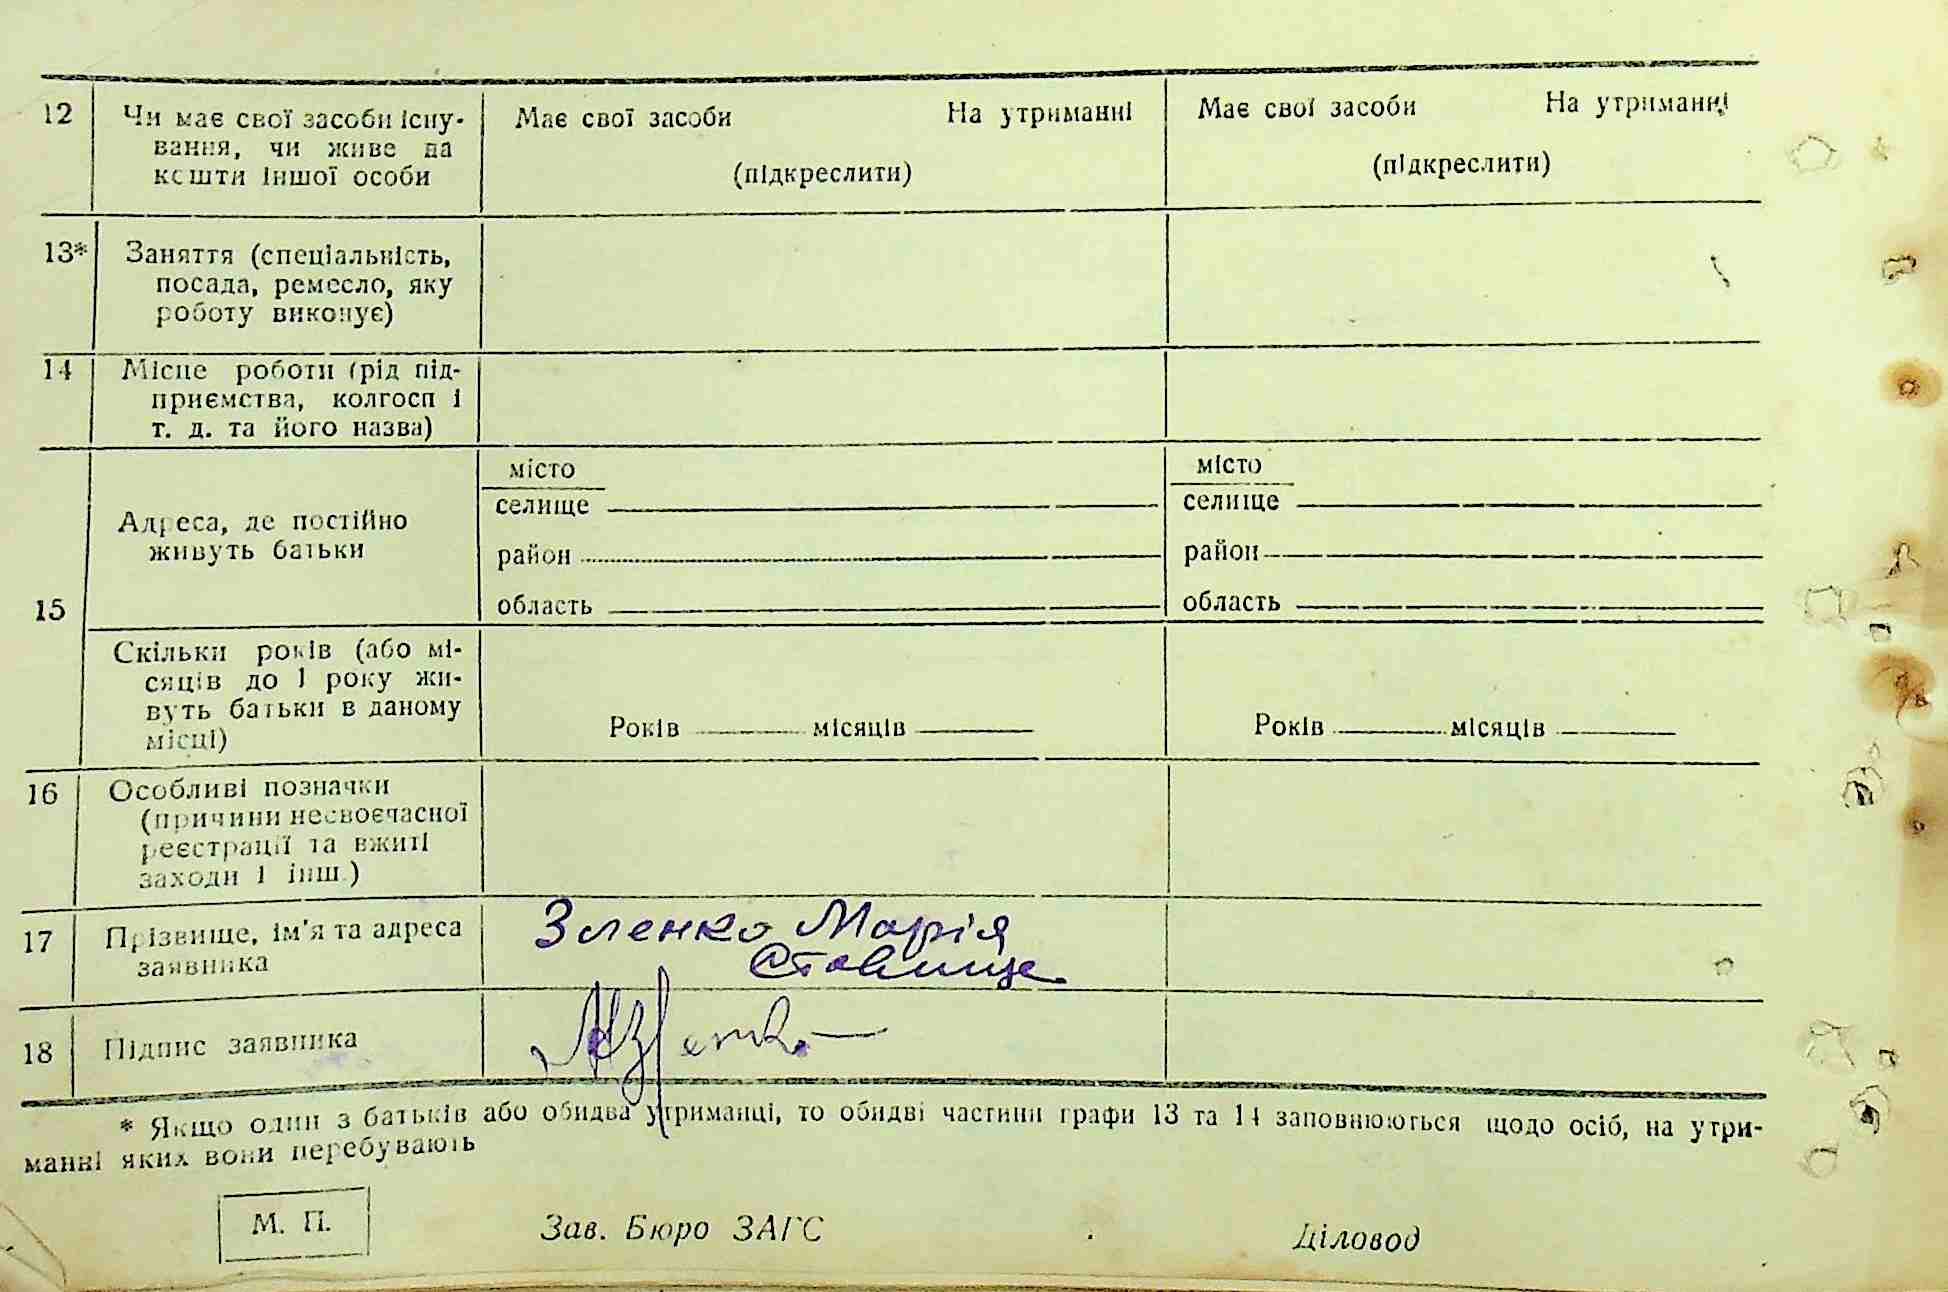 12 Чи має свої засоби існу-
вання, чи живе на
кошти іншої особи
Має свої засоби На утриманні
(підкреслити)
Має свої засоби На утриманні
(підкреслити)
13* Заняття (спеціальність,
посада, ремесло, яку
роботу виконує)
14 Місце роботи (рід під-
приємства, колгосп і
т. д. та його назва)
15 Адреса, де постійно
живуть батьки
місто
селище
район
область
місто
селище
район
область
Скільки років (або мі-
сяців до 1 року жи-
вуть батьки в даному
місці)
Років місяців
Років місяців
16 Особливі позначки
(причини несвоєчасної
реєстрації та вжиті
заходи і інш.)
17 Прізвище, ім'я та адреса
заявника
Зленко Марія
Ставище
18 Підпис заявника
* Якщо один з батьків або обидва утриманці, то обидві частини графи 13 та 14 заповнюються щодо осіб, на утри-
манні яких вони перебувають
М. П.
Зав. Бюро ЗАГС
Діловод